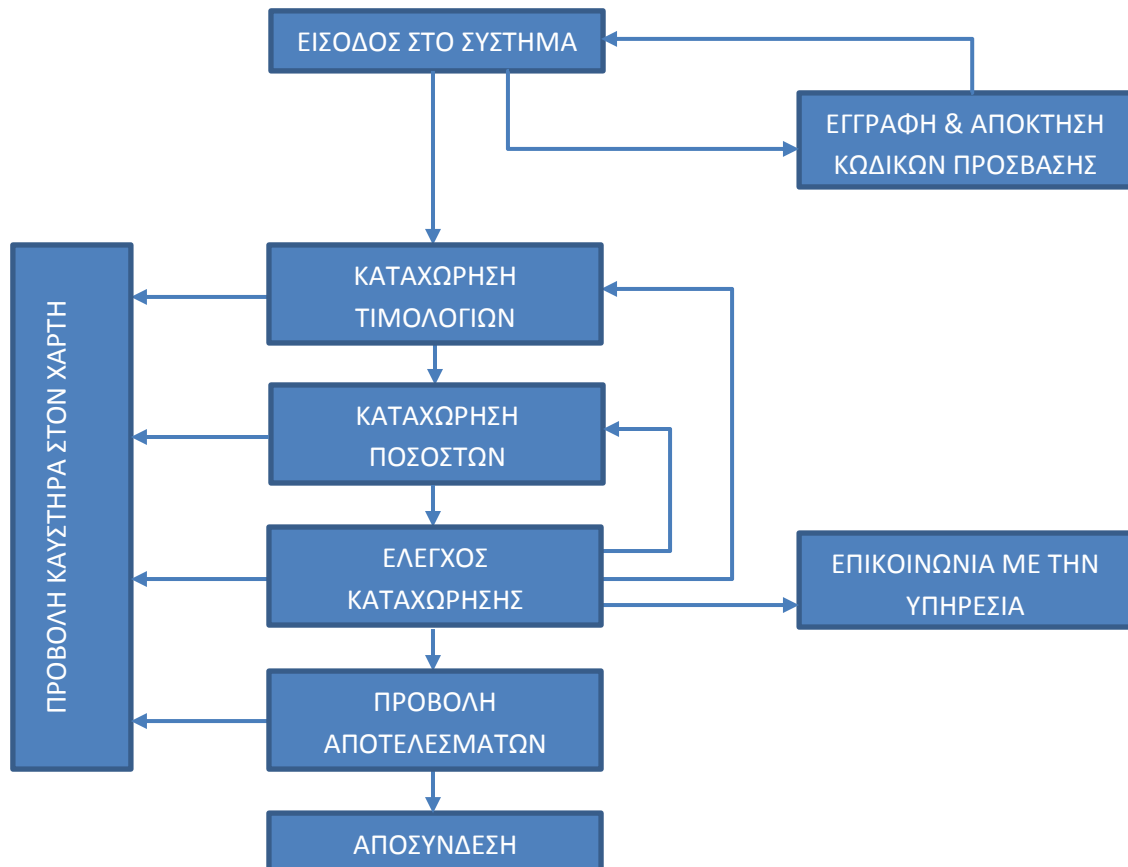 ΕΙΣΟΔΟΣ ΣΤΟ ΣΥΣΤΗΜΑ
ΕΓΓΡΑΦΗ & ΑΠΟΚΤΗΣΗ
ΚΩΔΙΚΩΝ ΠΡΟΣΒΑΣΗΣ
ΠΡΟΒΟΛΗ ΚΑΥΣΤΗΡΑ ΣΤΟΝ ΧΑΡΤΗ
ΚΑΤΑΧΩΡΗΣΗ
ΤΙΜΟΛΟΓΙΩΝ
ΚΑΤΑΧΩΡΗΣΗ
ΠΟΣΟΣΤΩΝ
ΕΛΕΓΧΟΣ
ΚΑΤΑΧΩΡΗΣΗΣ
ΕΠΙΚΟΙΝΩΝΙΑ ΜΕ ΤΗΝ
ΥΠΗΡΕΣΙΑ
ΠΡΟΒΟΛΗ
ΑΠΟΤΕΛΕΣΜΑΤΩΝ
ΑΠΟΣΥΝΔΕΣΗ